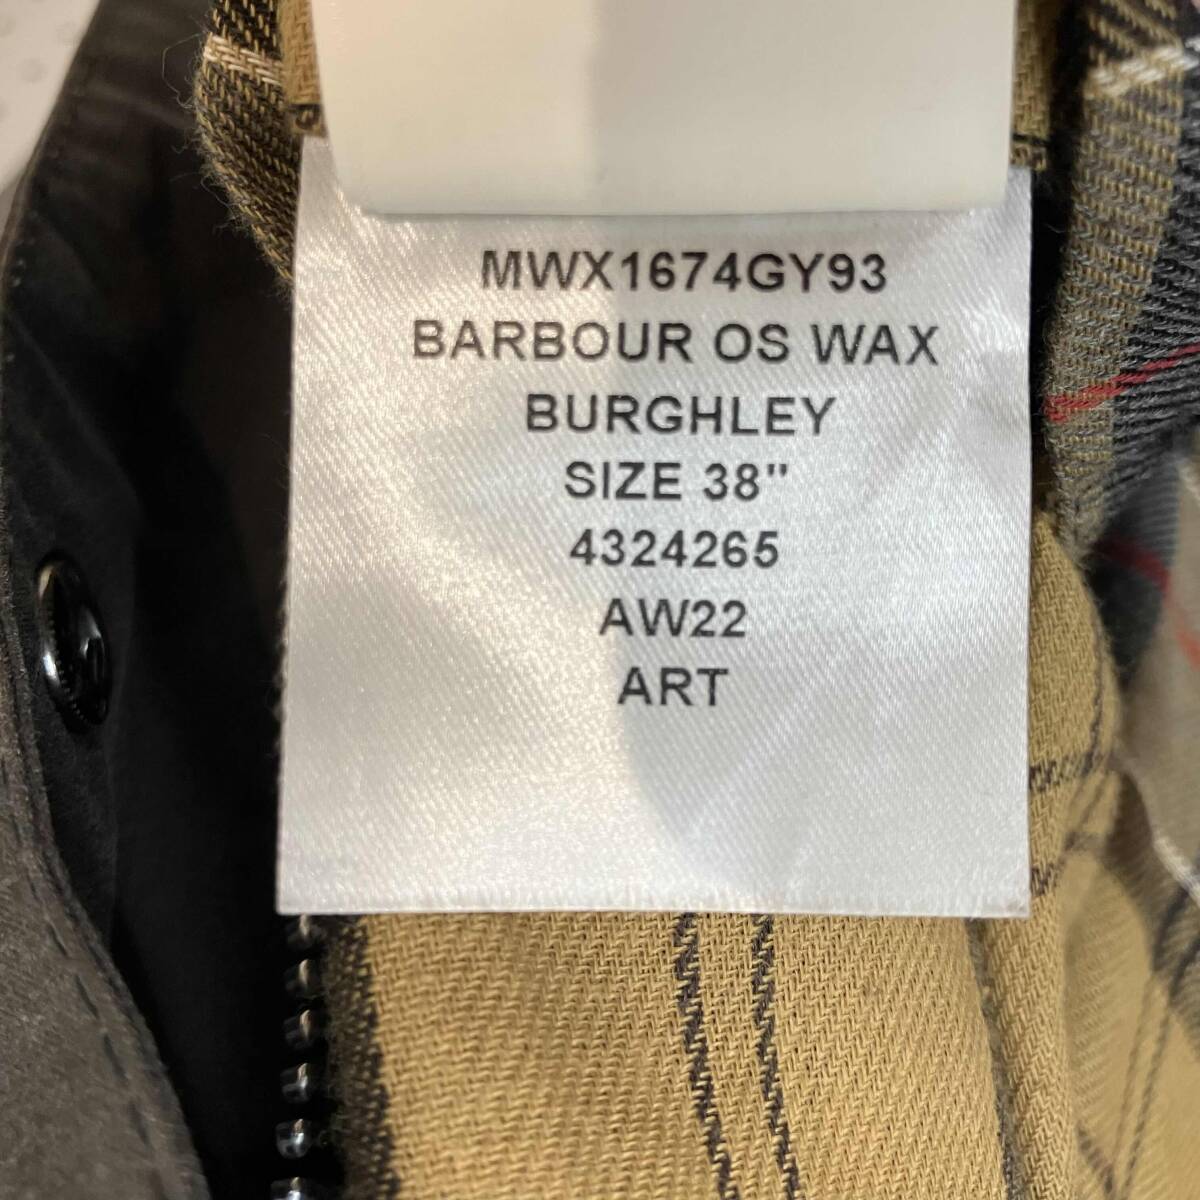 MWX1674GY93
BARBOUR OS WAX
BURGHLEY
SIZE 38"
4324265
AW22
ART